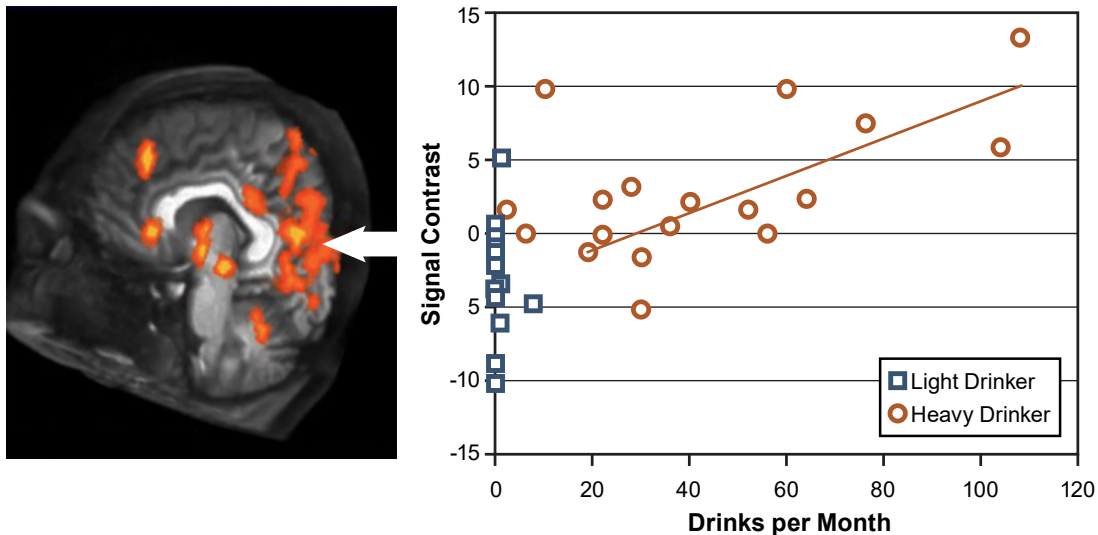 15
10
5
0
5
-10
-15
Signal Contrast
Light Drinker
Heavy Drinker
0 20 40 60 80 100 120
Drinks per Month